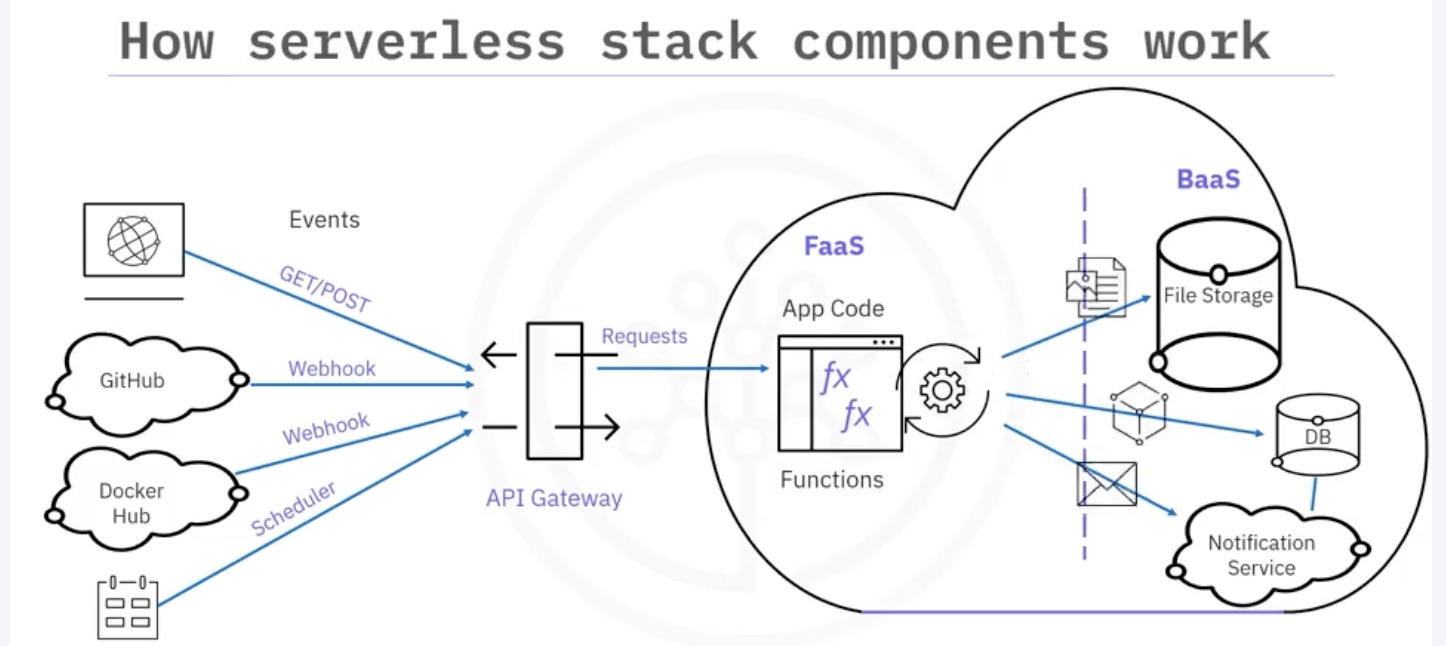 How serverless stack components work
Events
GET/POST
GitHub
Webhook
Docker
Hub
Webhook
Scheduler
API Gateway
Requests
FaaS
App Code
fx
fx
Functions
BaaS
File Storage
DB
Notification
Service